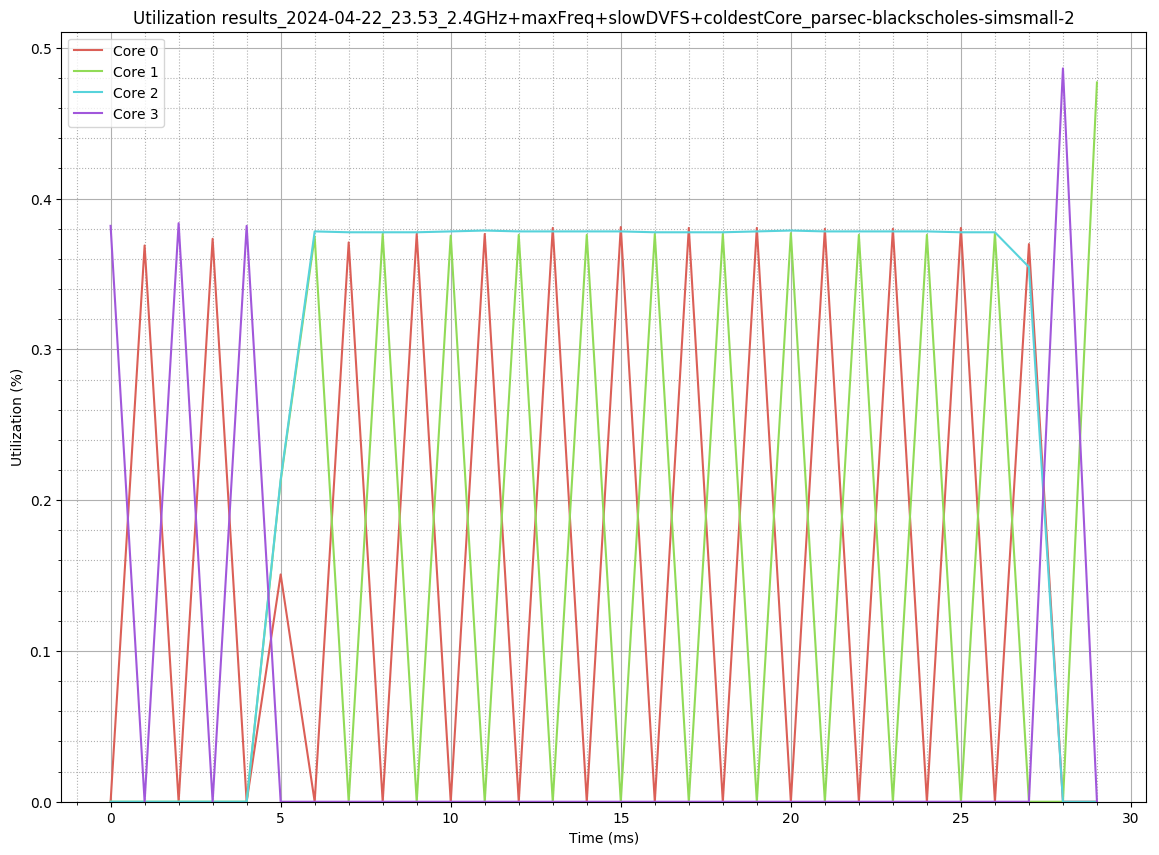 Utilization results_2024-04-22_23.53_2.4GHz+maxFreq+slowDVFS+coldestCore_parsec-blackscholes-simsmall-2
Core 0
Core 1
Core 2
Core 3
0.5
0.4
0.3
0.2
0.1
0.0
Utilization (%)
0 5 10 15 20 25 30
Time (ms)